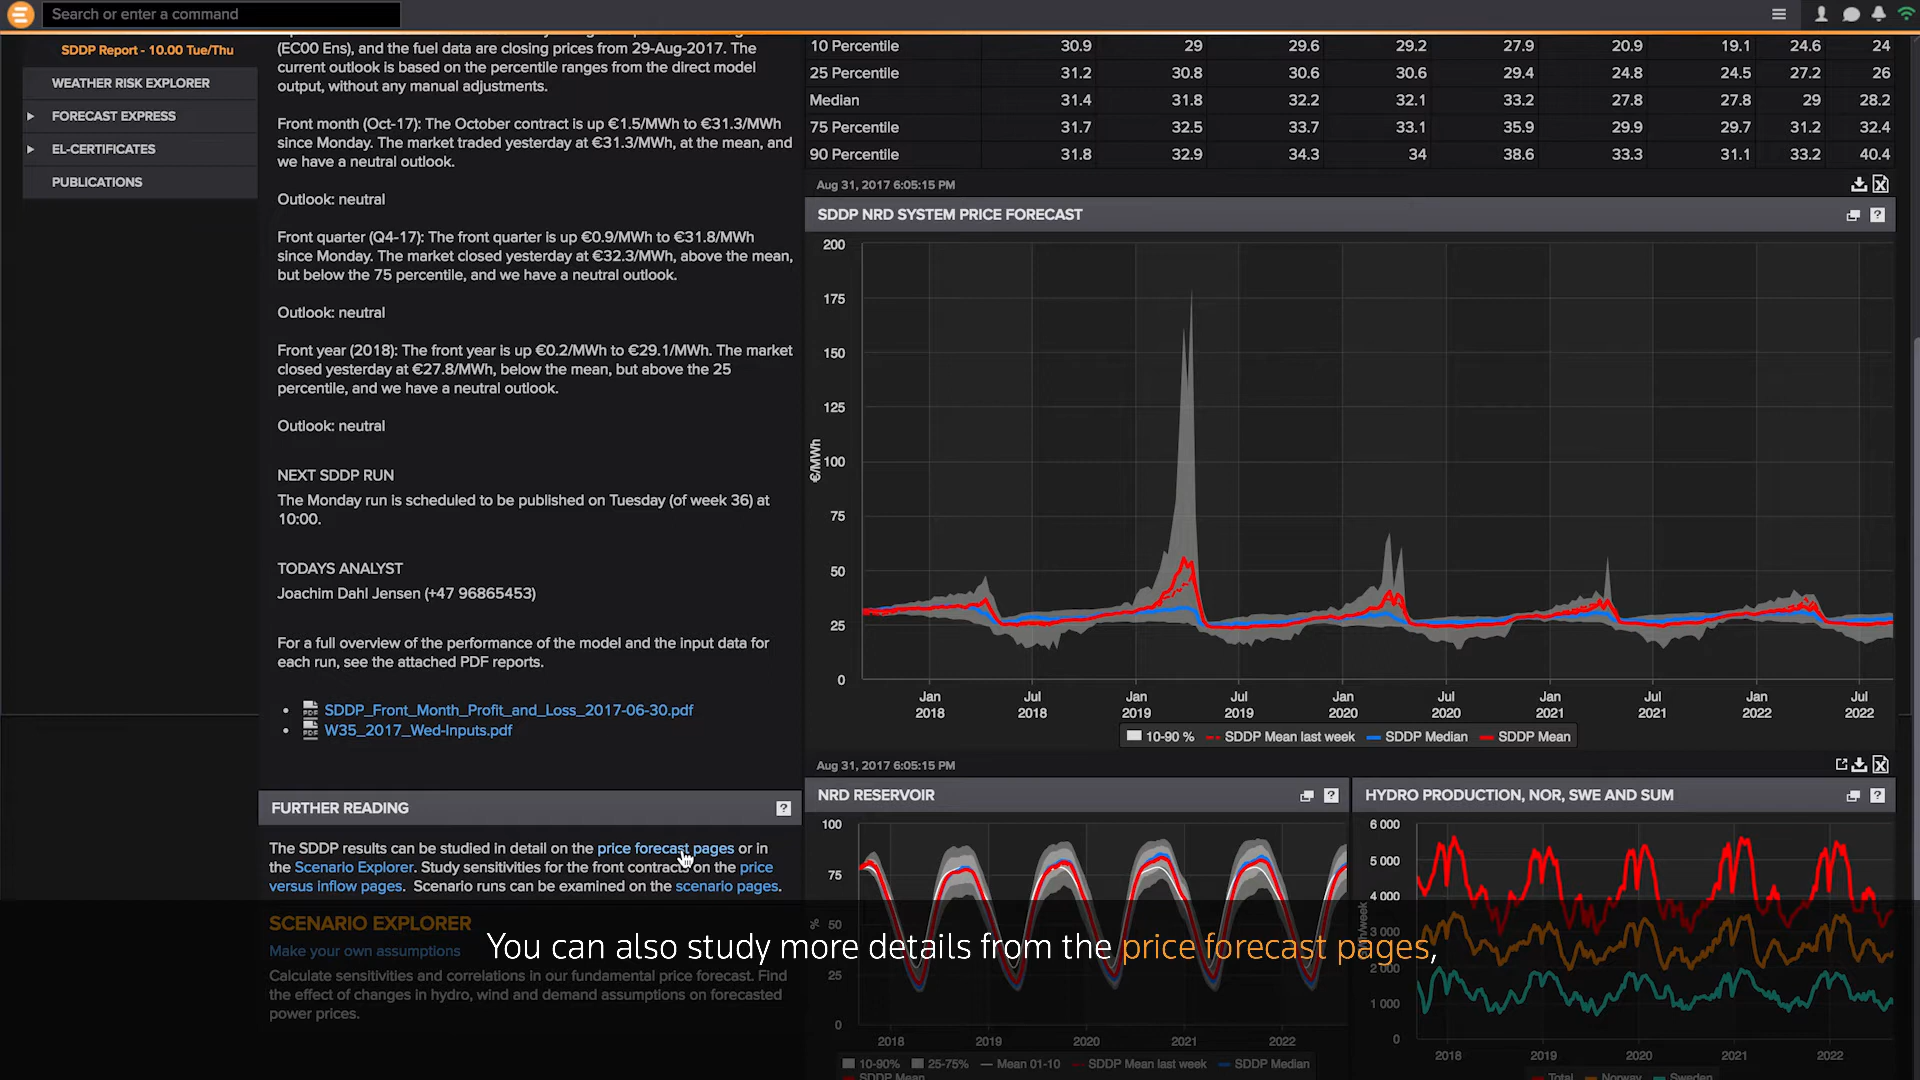 Search or enter a command
SDDP Report - 10.00 Tue/Thu
WEATHER RISK EXPLORER
FORECAST EXPRESS
EL-CERTIFICATES
PUBLICATIONS
(EC00 Ens), and the fuel data are closing prices from 29-Aug-2017. The
current outlook is based on the percentile ranges from the direct model
output, without any manual adjustments.
Front month (Oct-17): The October contract is up €1.5/MWh to €31.3/MWh
since Monday. The market traded yesterday at €31.3/MWh, at the mean, and
we have a neutral outlook.
Outlook: neutral
Front quarter (Q4-17): The front quarter is up €0.9/MWh to €31.8/MWh
since Monday. The market closed yesterday at €32.3/MWh, above the mean,
but below the 75 percentile, and we have a neutral outlook.
Outlook: neutral
Front year (2018): The front year is up €0.2/MWh to €29.1/MWh. The market
closed yesterday at €27.8/MWh, below the mean, but above the 25
percentile, and we have a neutral outlook.
Outlook: neutral
NEXT SDDP RUN
The Monday run is scheduled to be published on Tuesday (of week 36) at
10:00.
TODAYS ANALYST
Joachim Dahl Jensen (+47 96865453)
For a full overview of the performance of the model and the input data for
each run, see the attached PDF reports.
• SDDP_Front_Month_Profit_and_Loss_2017-06-30.pdf
• W35_2017_Wed-Inputs.pdf
FURTHER READING ?
The SDDP results can be studied in detail on the price forecast pages or in
the Scenario Explorer. Study sensitivities for the front contracts on the price
versus inflow pages. Scenario runs can be examined on the scenario pages.
SCENARIO EXPLORER
Make your own assumptions
Calculate sensitivities and correlations in our fundamental price forecast. Find
the effect of changes in hydro, wind and demand assumptions on forecasted
power prices.
10 Percentile 30.9 29 29.6 29.2 27.9 20.9 19.1 24.6 24
25 Percentile 31.2 30.8 30.6 30.6 29.4 24.8 24.5 27.2 26
Median 31.4 31.8 32.2 32.1 33.2 27.8 27.8 29 28.2
75 Percentile 31.7 32.5 33.7 33.1 35.9 29.9 29.7 31.2 32.4
90 Percentile 31.8 32.9 34.3 34 38.6 33.3 31.1 33.2 40.4
Aug 31, 2017 6:05:15 PM
SDDP NRD SYSTEM PRICE FORECAST ?
200
175
150
125
100
75
50
25
0
€/MWh
Jan Jul Jan Jul Jan Jul Jan Jul Jan Jul
2018 2018 2019 2019 2020 2020 2021 2021 2022 2022
10-90 % SDDP Mean last week SDDP Median SDDP Mean
Aug 31, 2017 6:05:15 PM
NRD RESERVOIR ?
100
75
50
25
0
%
2018 2019 2020 2021 2022
10-90% 25-75% Mean 01-10 SDDP Mean last week SDDP Median
SDDP Mean
HYDRO PRODUCTION, NOR, SWE AND SUM ?
6 000
5 000
4 000
3 000
2 000
1 000
0
2018 2019 2020 2021 2022
Total Norway Sweden
You can also study more details from the price forecast pages,